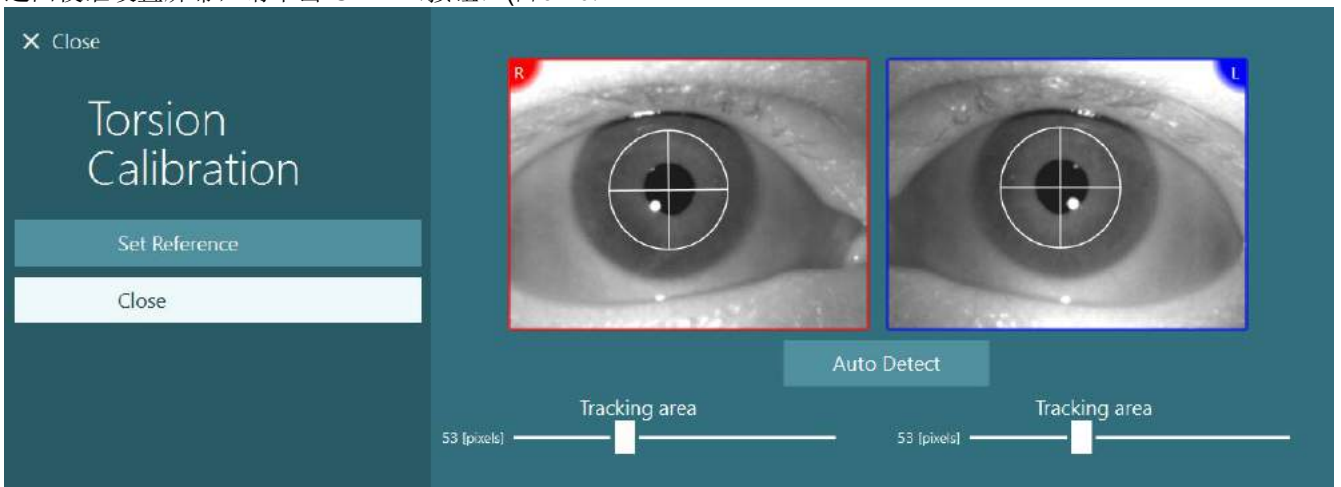 × Close
Torsion
Calibration
Set Reference
Close
R
L
Auto Detect
Tracking area
53 [pixels]
Tracking area
53 [pixels]